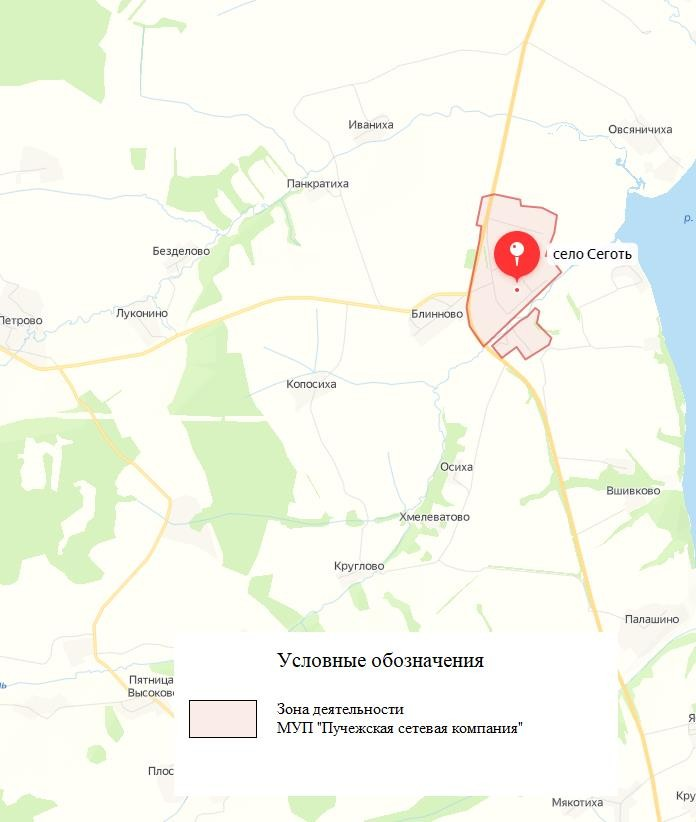 Иваниха
Овсяничиха
Панкратиха
р.
Безделово
село Сеготь
Луконино
Блинново
Петрово
Копосиха
Осиха
Вшивково
Хмелеватово
Круглово
Палашино
Условные обозначения
Пятница
Высоково
Зона деятельности
МУП "Пучежская сетевая компания"
Плос
Мякотиха
Кру